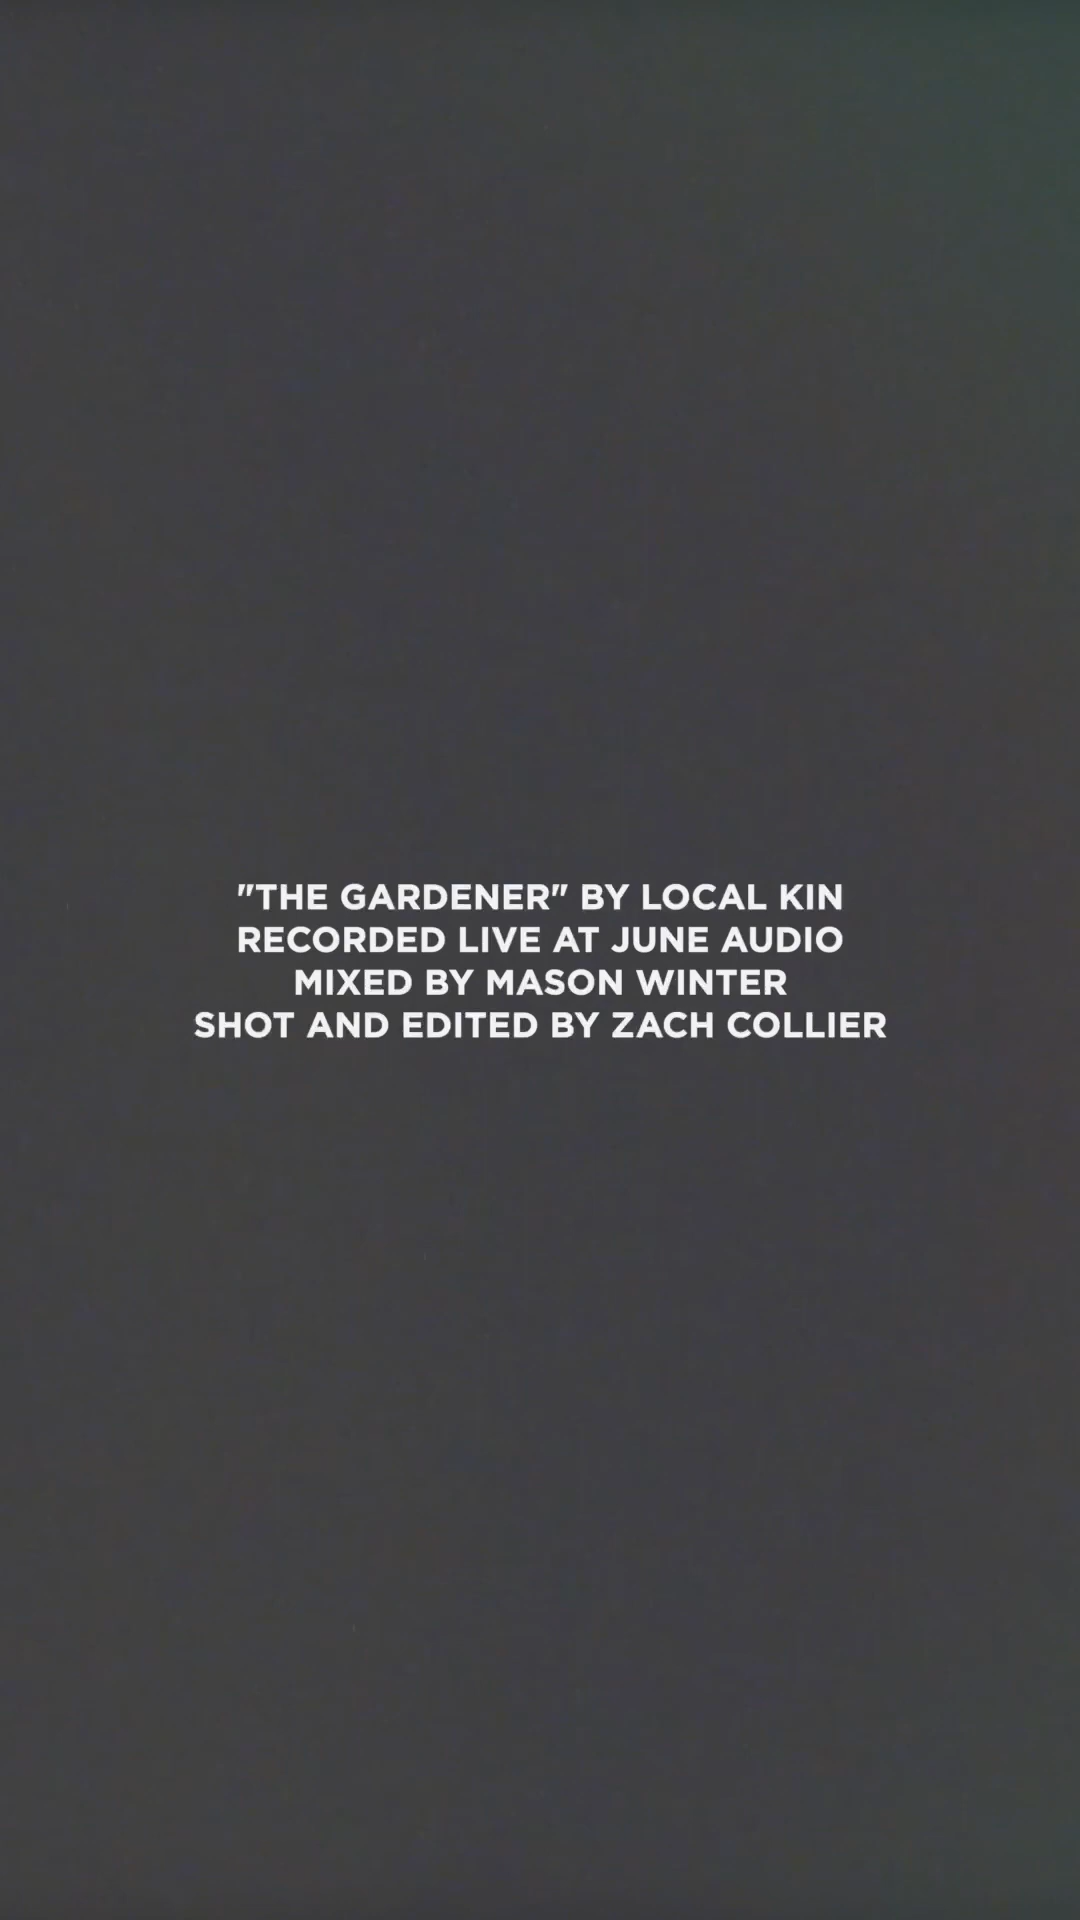 "THE GARDENER" BY LOCAL KIN
RECORDED LIVE AT JUNE AUDIO
MIXED BY MASON WINTER
SHOT AND EDITED BY ZACH COLLIER